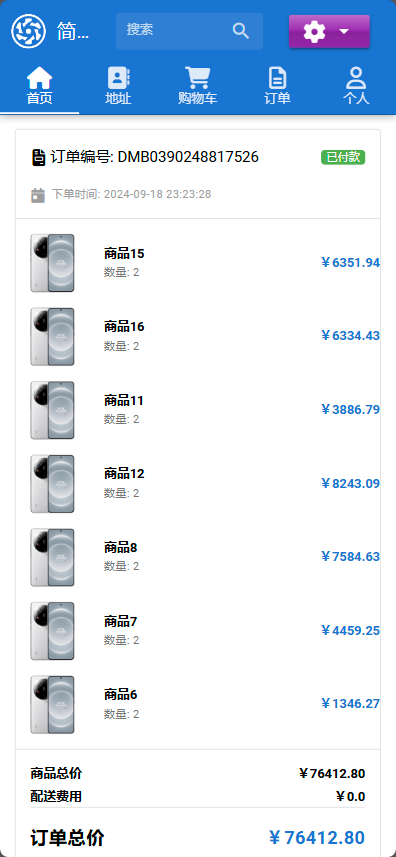 简...
搜索
首页
地址
购物车
订单
个人
订单编号: DMB0390248817526
已付款
下单时间: 2024-09-18 23:23:28
商品15
数量: 2
￥6351.94
商品16
数量: 2
￥6334.43
商品11
数量: 2
￥3886.79
商品12
数量: 2
￥8243.09
商品8
数量: 2
￥7584.63
商品7
数量: 2
￥4459.25
商品6
数量: 2
￥1346.27
商品总价 ￥76412.80
配送费用 ￥0.0
订单总价 ￥76412.80